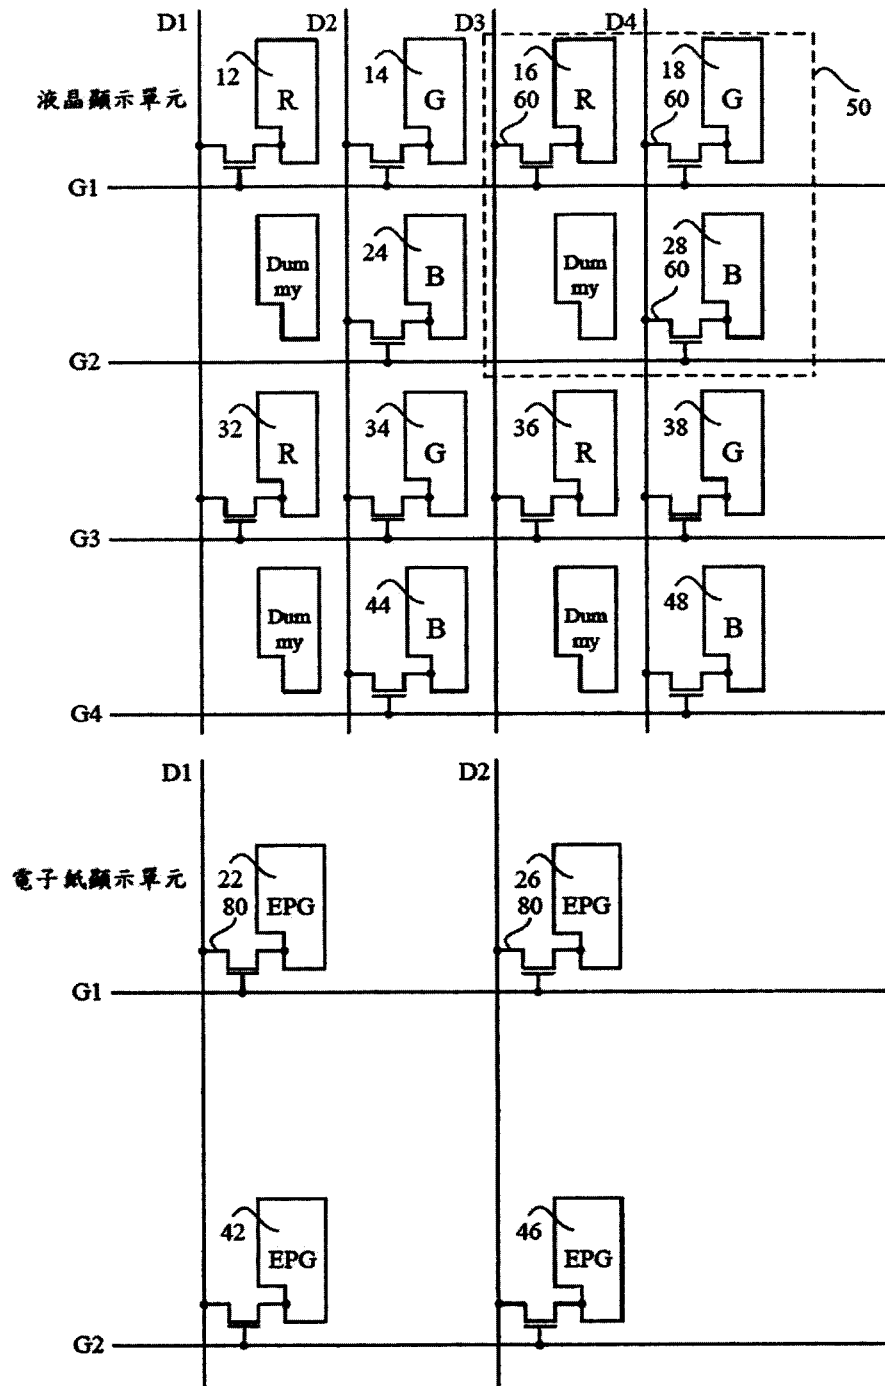 D1 D2 D3 D4
液晶顯示單元
12 14 16 18
60 60
50
R G R G
G1
24 28
60
Dum my B Dum my B
G2
32 34 36 38
R G R G
G3
44 48
Dum my B Dum my B
G4
D1 D2
電子紙顯示單元
22 26
80 80
EPG EPG
G1
42 46
EPG EPG
G2